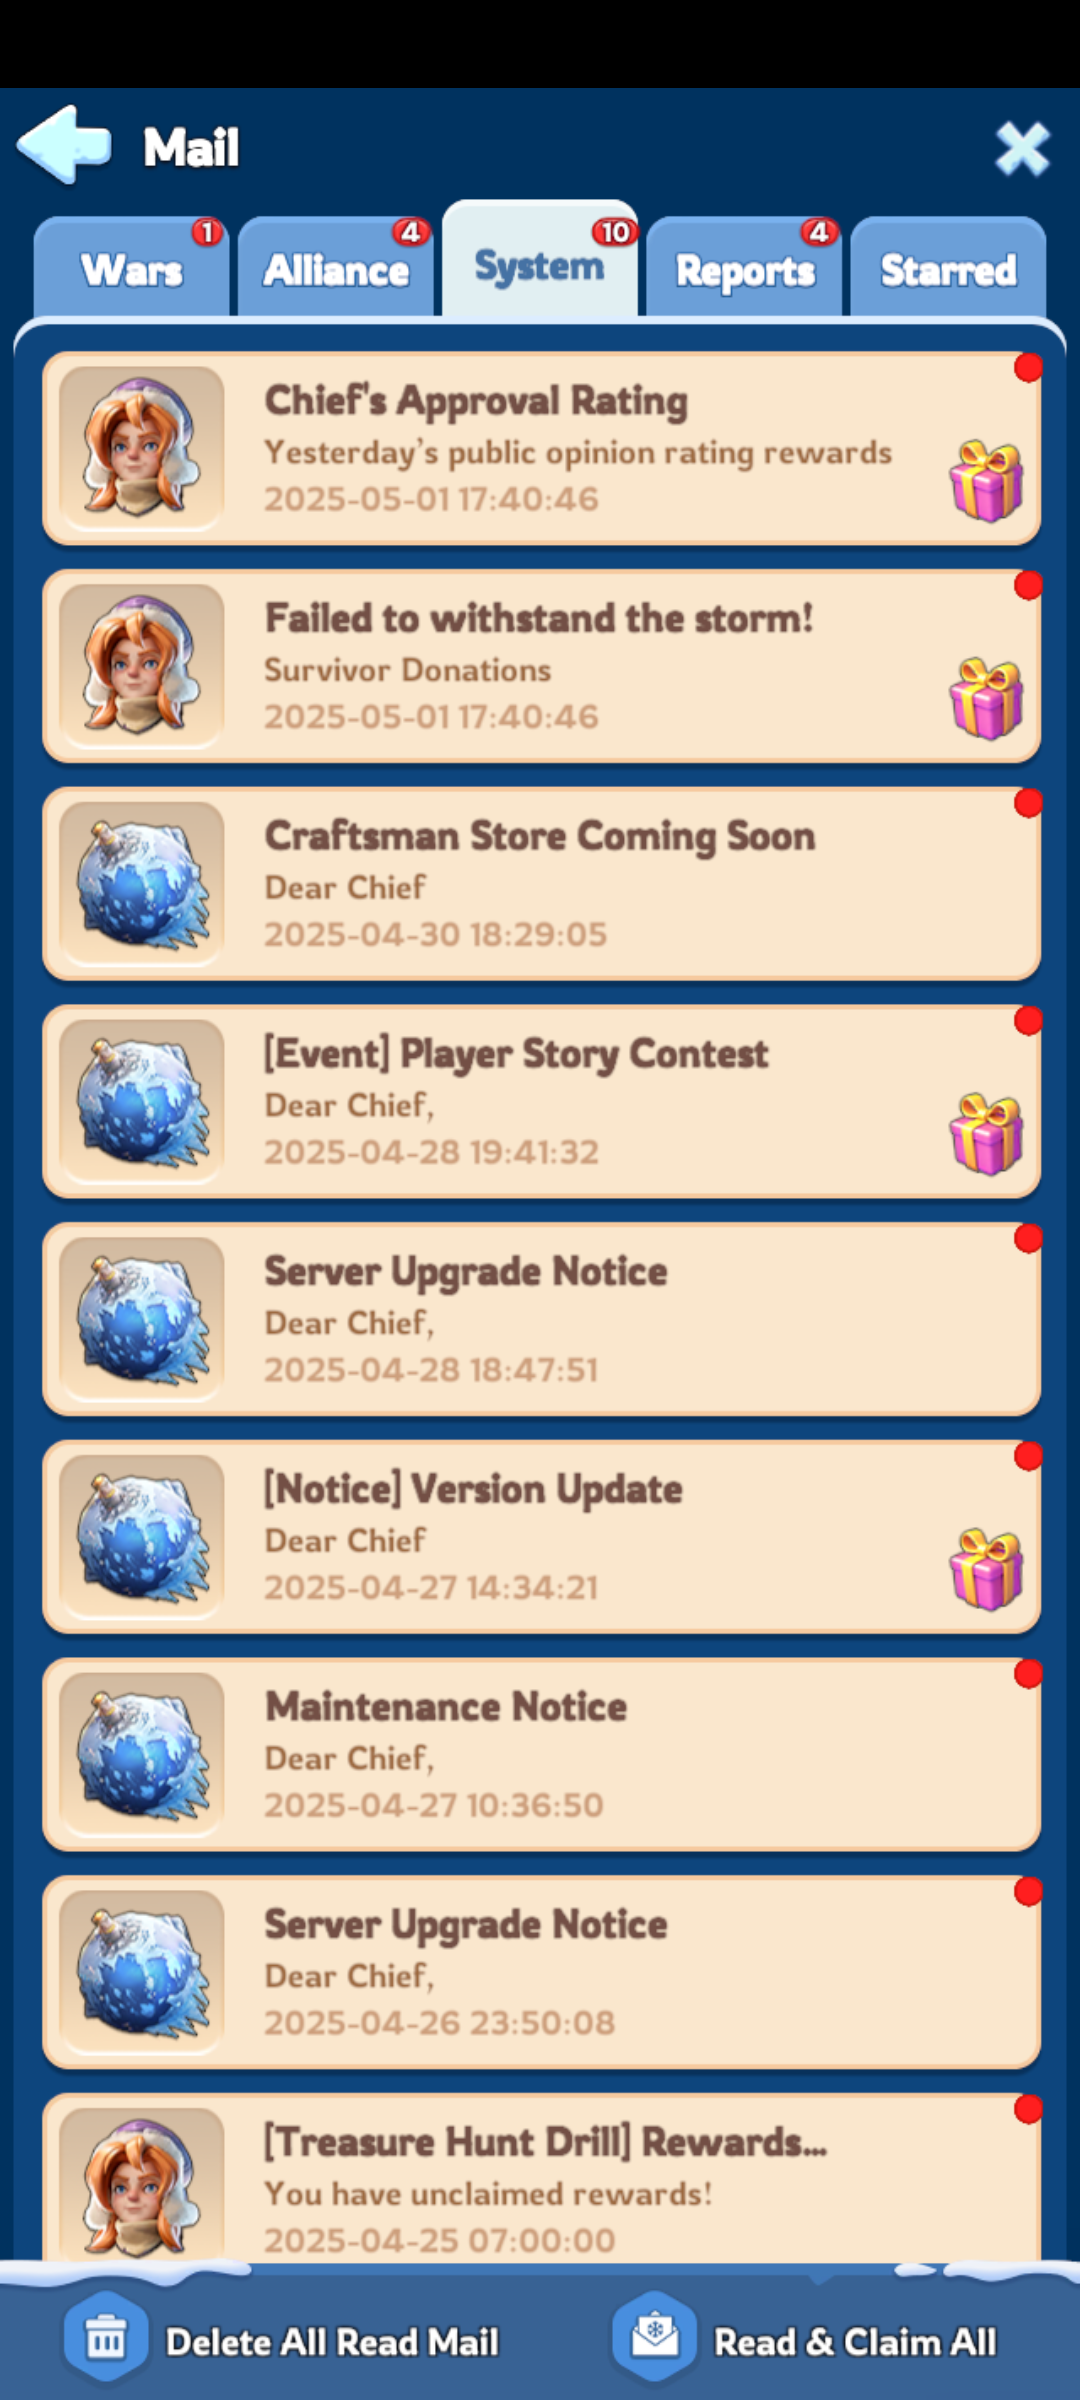 Mail
Wars 1
Alliance 4
System 10
Reports 4
Starred
Chief's Approval Rating
Yesterday's public opinion rating rewards
2025-05-01 17:40:46
Failed to withstand the storm!
Survivor Donations
2025-05-01 17:40:46
Craftsman Store Coming Soon
Dear Chief
2025-04-30 18:29:05
[Event] Player Story Contest
Dear Chief,
2025-04-28 19:41:32
Server Upgrade Notice
Dear Chief,
2025-04-28 18:47:51
[Notice] Version Update
Dear Chief
2025-04-27 14:34:21
Maintenance Notice
Dear Chief,
2025-04-27 10:36:50
Server Upgrade Notice
Dear Chief,
2025-04-26 23:50:08
[Treasure Hunt Drill] Rewards...
You have unclaimed rewards!
2025-04-25 07:00:00
Delete All Read Mail
Read & Claim All